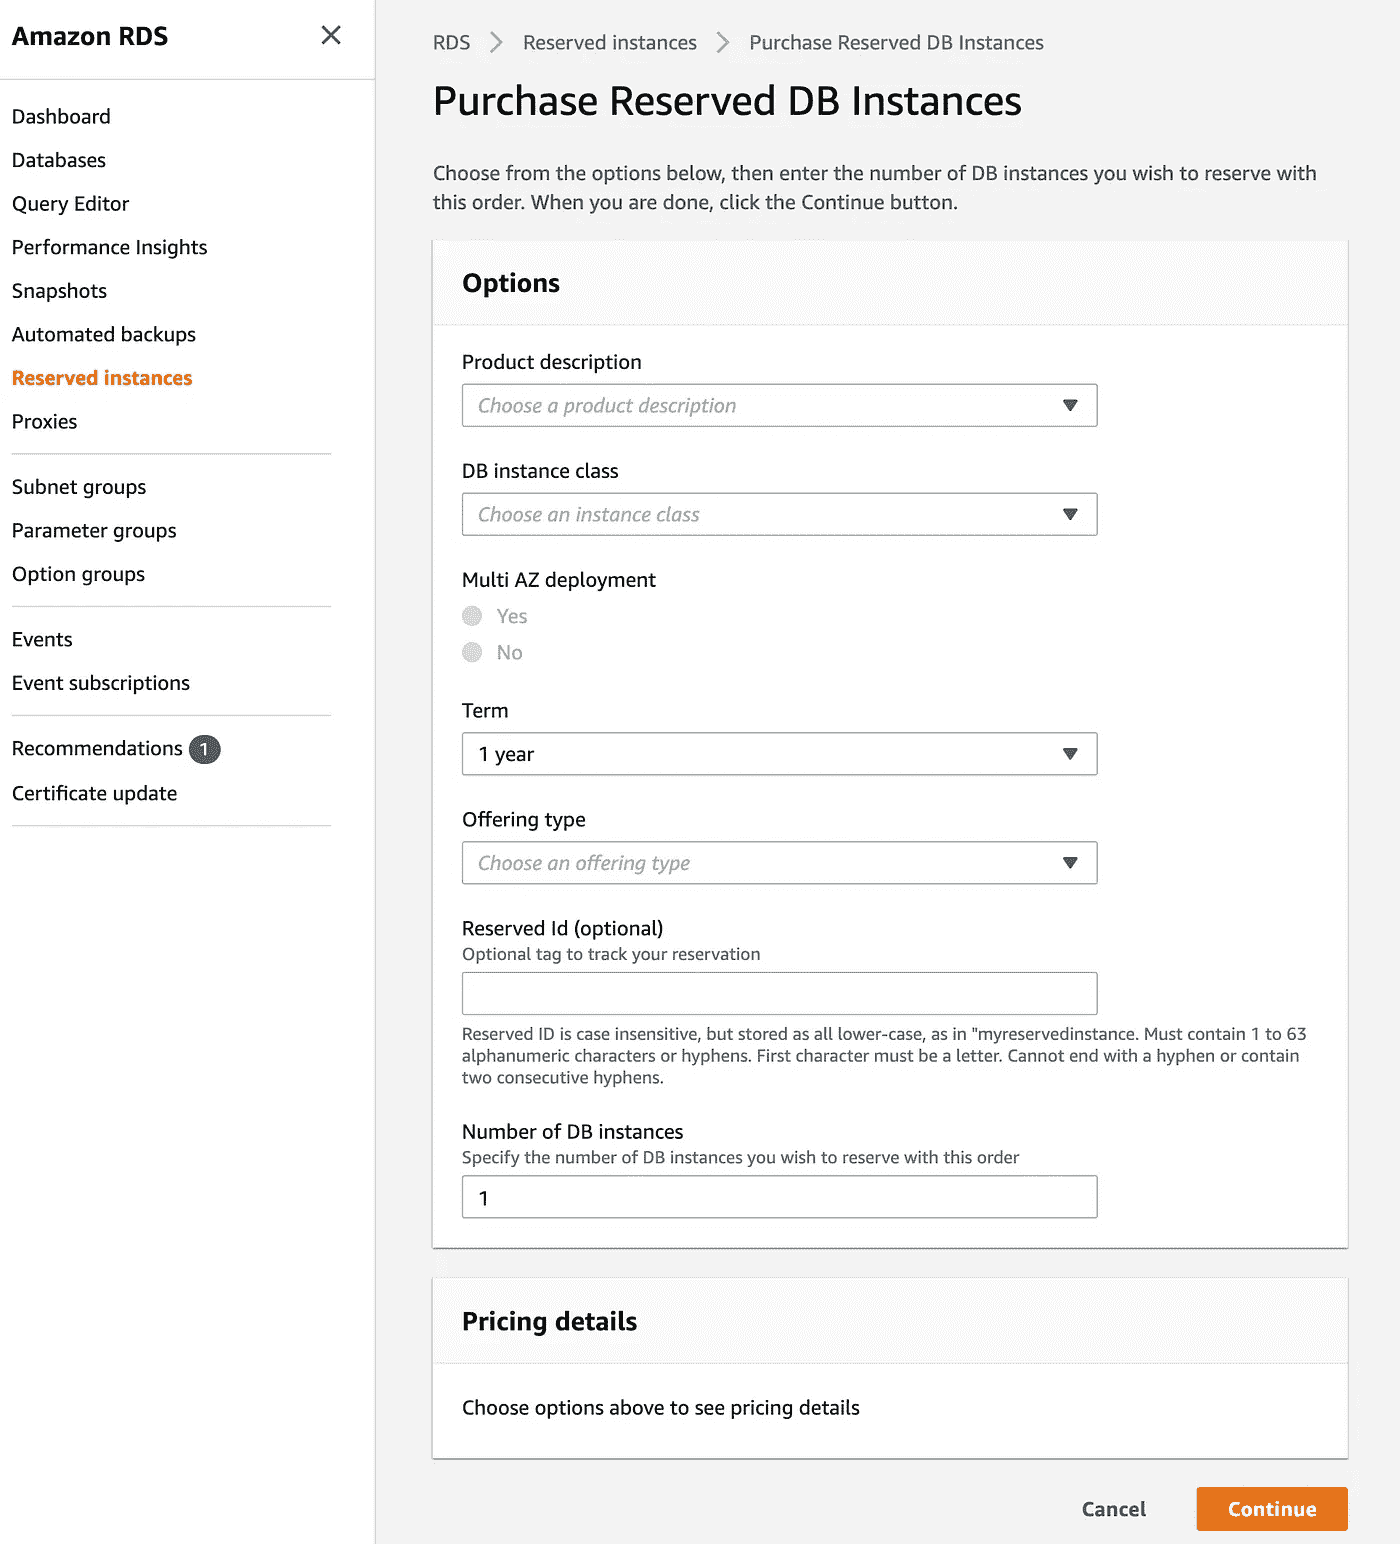 Amazon RDS
Dashboard
Databases
Query Editor
Performance Insights
Snapshots
Automated backups
Reserved instances
Proxies
Subnet groups
Parameter groups
Option groups
Events
Event subscriptions
Recommendations 1
Certificate update
RDS > Reserved instances > Purchase Reserved DB Instances
Purchase Reserved DB Instances
Choose from the options below, then enter the number of DB instances you wish to reserve with
this order. When you are done, click the Continue button.
Options
Product description
Choose a product description
DB instance class
Choose an instance class
Multi AZ deployment
Yes
No
Term
1 year
Offering type
Choose an offering type
Reserved Id (optional)
Optional tag to track your reservation
Reserved ID is case insensitive, but stored as all lower-case, as in "myreservedinstance. Must contain 1 to 63
alphanumeric characters or hyphens. First character must be a letter. Cannot end with a hyphen or contain
two consecutive hyphens.
Number of DB instances
Specify the number of DB instances you wish to reserve with this order
1
Pricing details
Choose options above to see pricing details
Cancel Continue